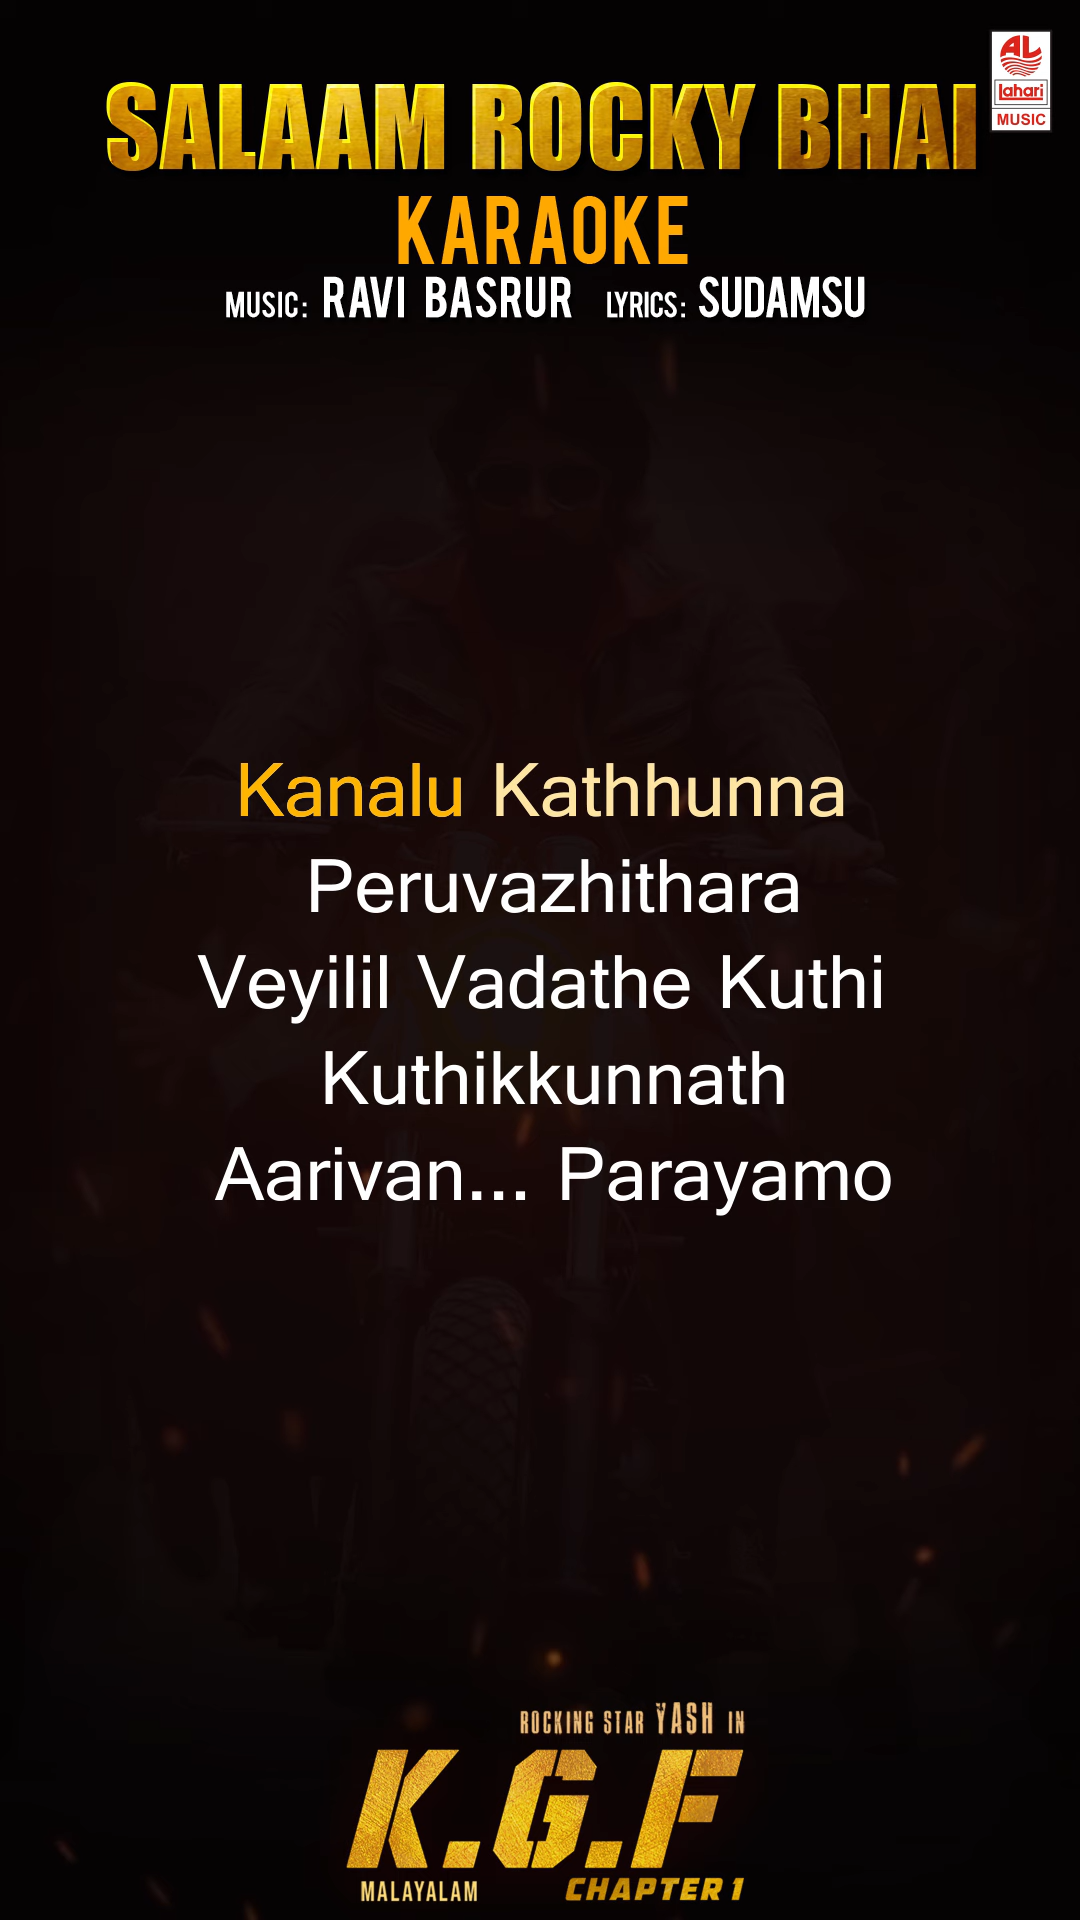 AL
Lahari
MUSIC
SALAAM ROCKY BHAI
KARAOKE
MUSIC: RAVI BASRUR LYRICS: SUDAMSU
Kanalu Kathhunna
Peruvazhithara
Veyilil Vadathe Kuthi
Kuthikkunnath
Aarivan... Parayamo
ROCKING STAR YASH IN
K.G.F
MALAYALAM CHAPTER 1